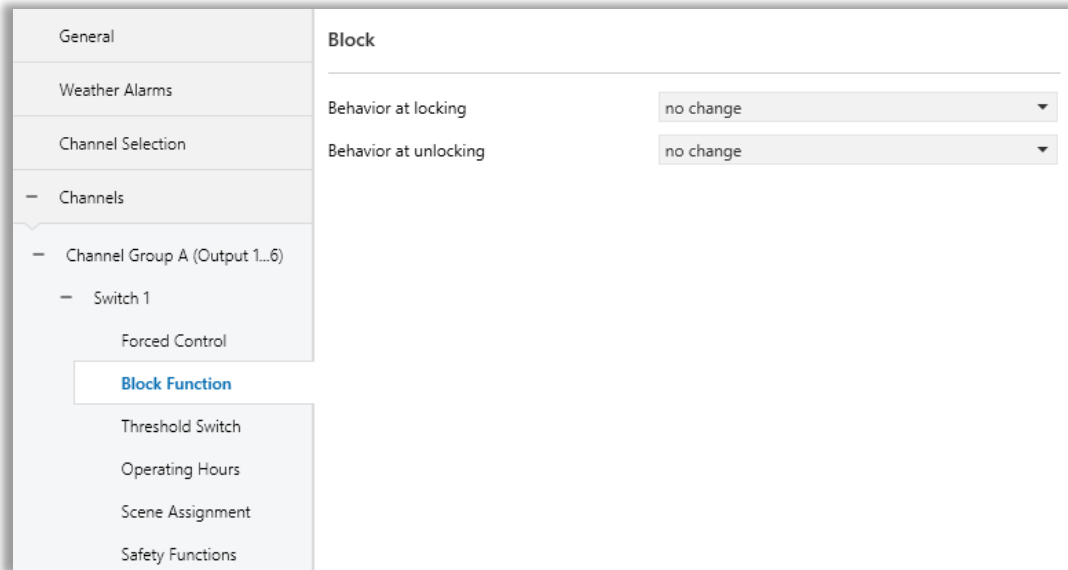 General
Weather Alarms
Channel Selection
Channels
Channel Group A (Output 1...6)
Switch 1
Forced Control
Block Function
Threshold Switch
Operating Hours
Scene Assignment
Safety Functions
Block
Behavior at locking no change
Behavior at unlocking no change